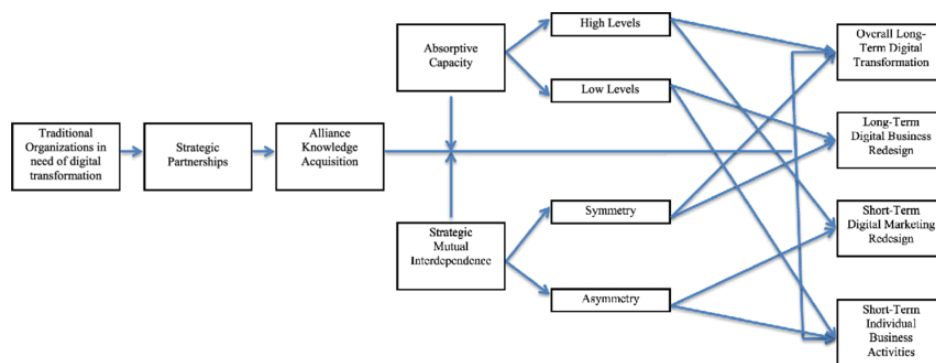 Traditional
Organizations in
need of digital
transformation
Strategic
Partnerships
Alliance
Knowledge
Acquisition
Absorptive
Capacity
Strategic
Mutual
Interdependence
High Levels
Low Levels
Symmetry
Asymmetry
Overall Long-
Term Digital
Transformation
Long-Term
Digital Business
Redesign
Short-Term
Digital Marketing
Redesign
Short-Term
Individual
Business
Activities